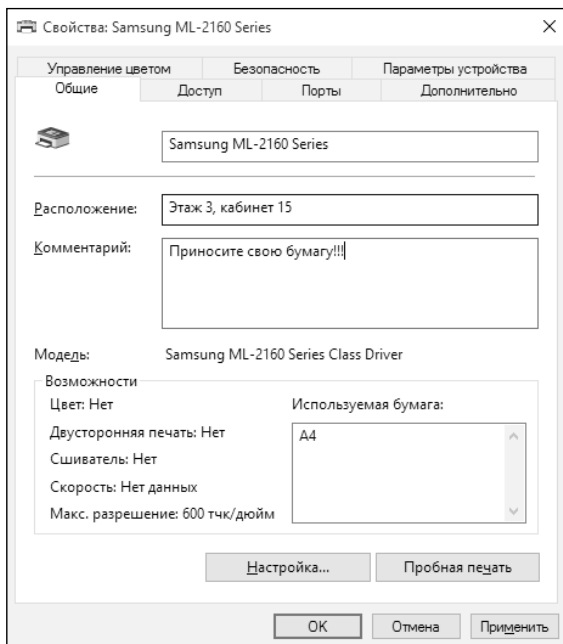 Свойства: Samsung ML-2160 Series
Управление цветом Безопасность Параметры устройства
Общие Доступ Порты Дополнительно
Samsung ML-2160 Series
Расположение: Этаж 3, кабинет 15
Комментарий: Приносите свою бумагу!!!
Модель: Samsung ML-2160 Series Class Driver
Возможности
Цвет: Нет Используемая бумага:
Двусторонняя печать: Нет A4
Сшиватель: Нет
Скорость: Нет данных
Макс. разрешение: 600 тчк/дюйм
Настройка... Пробная печать
OK Отмена Применить